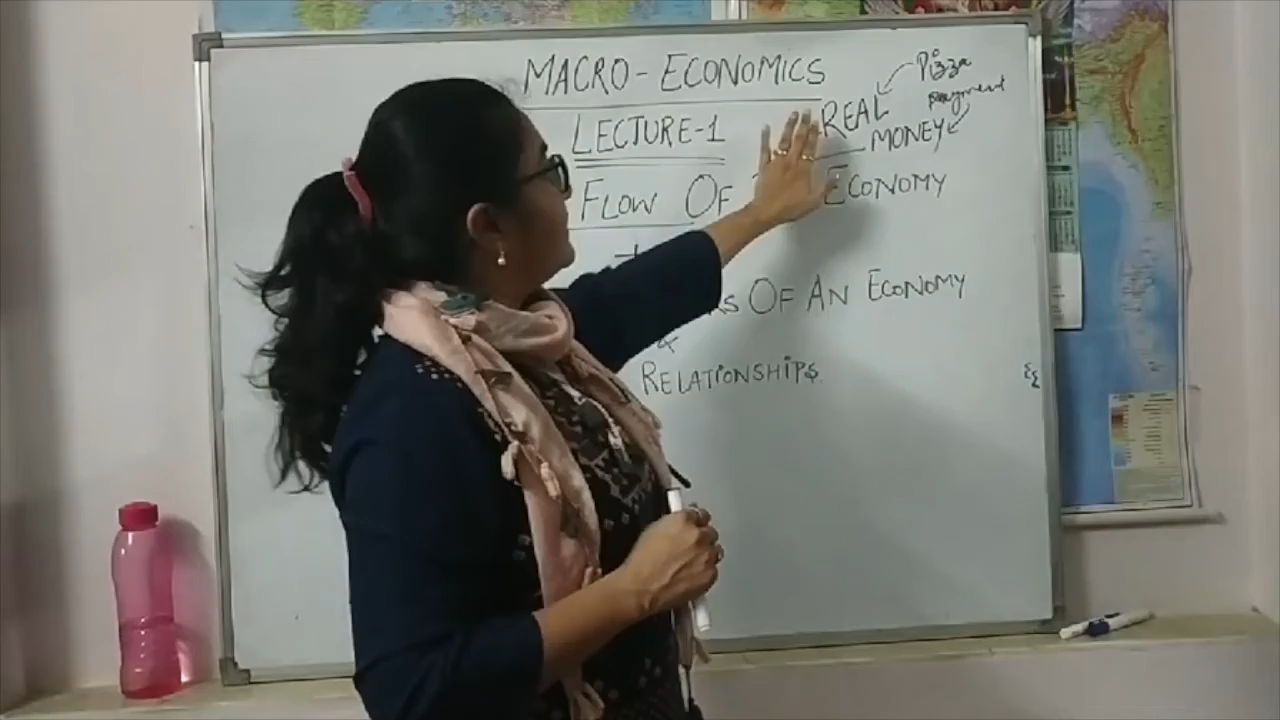 MACRO-ECONOMICS
LECTURE-1
REAL
Pizza
payment
MONEY
FLOW OF
ECONOMY
OF AN ECONOMY
&
RELATIONSHIPS